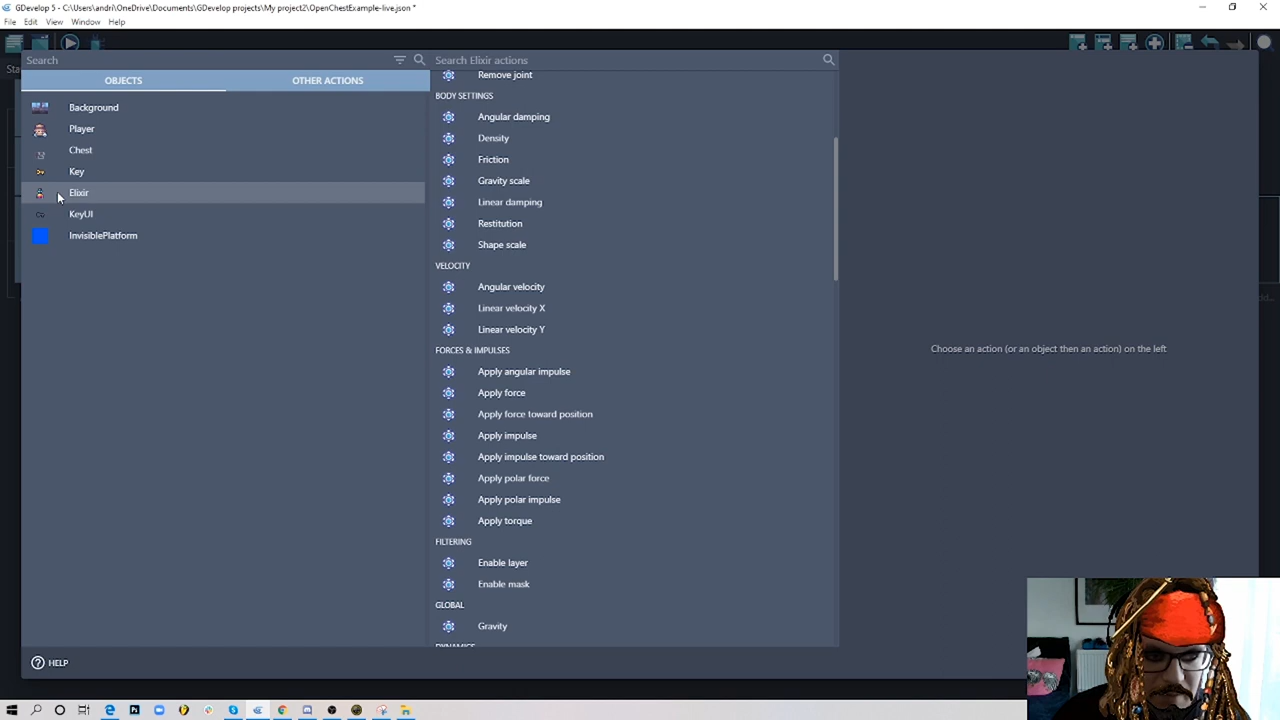 GDevelop 5 - C:\Users\andri\OneDrive\Documents\GDevelop projects\My project2\OpenChestExample-live.json *
File Edit View Window Help
Search
Search Elixir actions
OBJECTS
OTHER ACTIONS
Background
Player
Chest
Key
Elixir
KeyUI
InvisiblePlatform
Remove joint
BODY SETTINGS
Angular damping
Density
Friction
Gravity scale
Linear damping
Restitution
Shape scale
VELOCITY
Angular velocity
Linear velocity X
Linear velocity Y
FORCES & IMPULSES
Apply angular impulse
Apply force
Apply force toward position
Apply impulse
Apply impulse toward position
Apply polar force
Apply polar impulse
Apply torque
FILTERING
Enable layer
Enable mask
GLOBAL
Gravity
DYNAMICS
Choose an action (or an object then an action) on the left
HELP